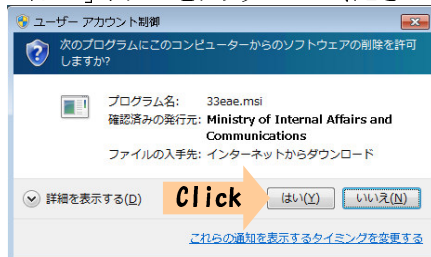 ユーザー アカウント制御
次のプログラムにこのコンピューターからのソフトウェアの削除を許可
しますか?
プログラム名: 33eae.msi
確認済みの発行元: Ministry of Internal Affairs and
Communications
ファイルの入手先: インターネットからダウンロード
詳細を表示する(D)
Click
はい(Y)
いいえ(N)
これらの通知を表示するタイミングを変更する